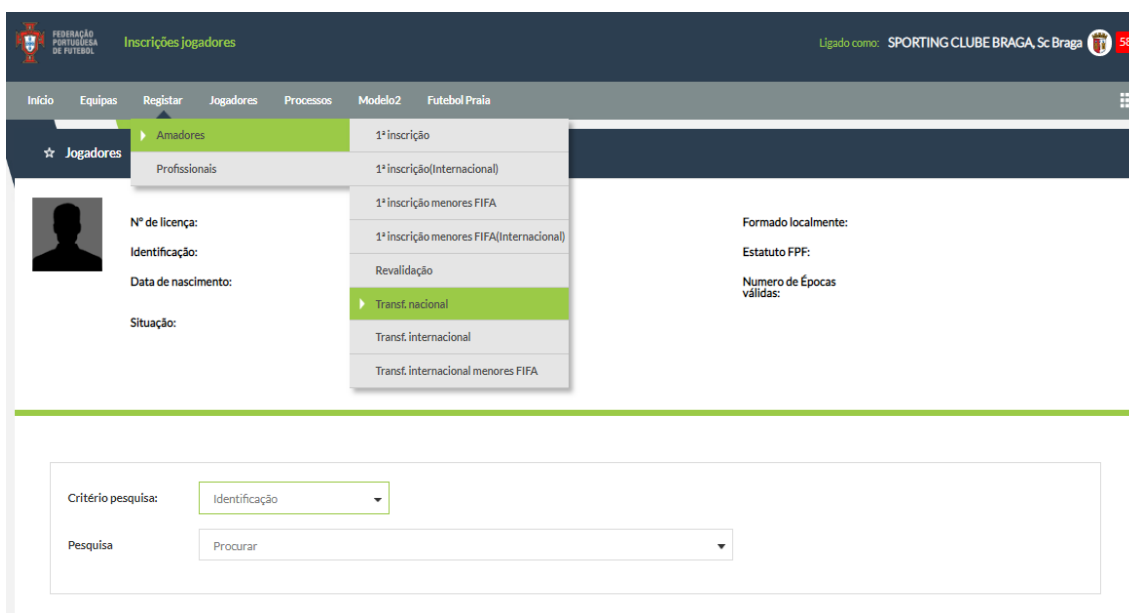 FEDERAÇÃO
PORTUGUESA
DE FUTEBOL
Inscrições jogadores
Ligado como: SPORTING CLUBE BRAGA, Sc Braga 58
Início Equipas Registar Jogadores Processos Modelo2 Futebol Praia
Amadores
Profissionais
1ª inscrição
1ª inscrição(Internacional)
1ª inscrição menores FIFA
1ª inscrição menores FIFA(Internacional)
Revalidação
Transf. nacional
Transf. internacional
Transf. internacional menores FIFA
Jogadores
Nº de licença:
Identificação:
Data de nascimento:
Situação:
Formado localmente:
Estatuto FPF:
Numero de Épocas
válidas:
Critério pesquisa: Identificação
Pesquisa Procurar